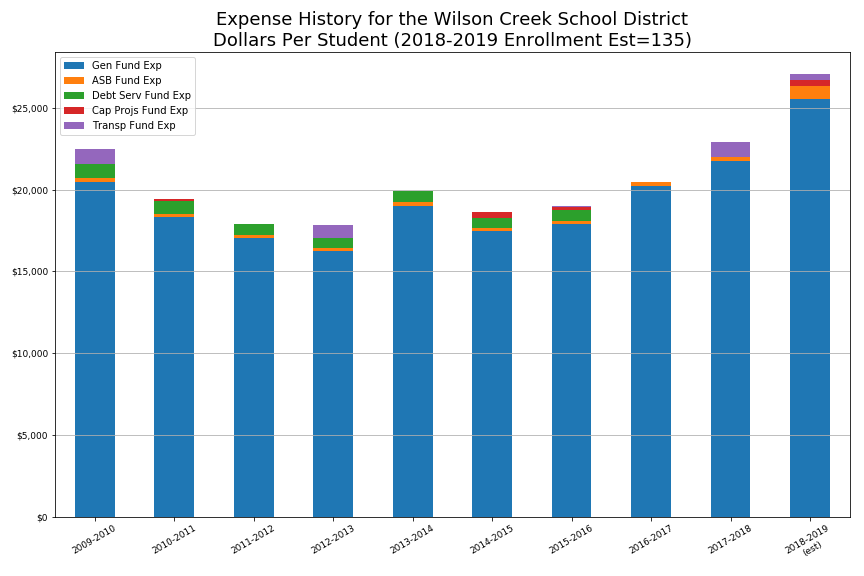 Expense History for the Wilson Creek School District
Dollars Per Student (2018-2019 Enrollment Est=135)
Gen Fund Exp
ASB Fund Exp
Debt Serv Fund Exp
Cap Projs Fund Exp
Transp Fund Exp
$25,000
$20,000
$15,000
$10,000
$5,000
$0
2009-2010
2010-2011
2011-2012
2012-2013
2013-2014
2014-2015
2015-2016
2016-2017
2017-2018
2018-2019
(est)